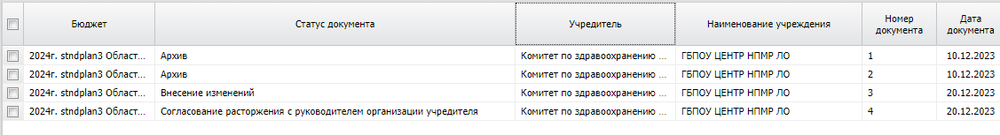 Бюджет Статус документа Учредитель Наименование учреждения Номер документа Дата документа
2024г. stndplan3 Област... Архив Комитет по здравоохранению ... ГБПОУ ЦЕНТР НПМР ЛО 1 10.12.2023
2024г. stndplan3 Област... Архив Комитет по здравоохранению ... ГБПОУ ЦЕНТР НПМР ЛО 2 10.12.2023
2024г. stndplan3 Област... Внесение изменений Комитет по здравоохранению ... ГБПОУ ЦЕНТР НПМР ЛО 3 20.12.2023
2024г. stndplan3 Област... Согласование расторжения с руководителем организации учредителя Комитет по здравоохранению ... ГБПОУ ЦЕНТР НПМР ЛО 4 20.12.2023